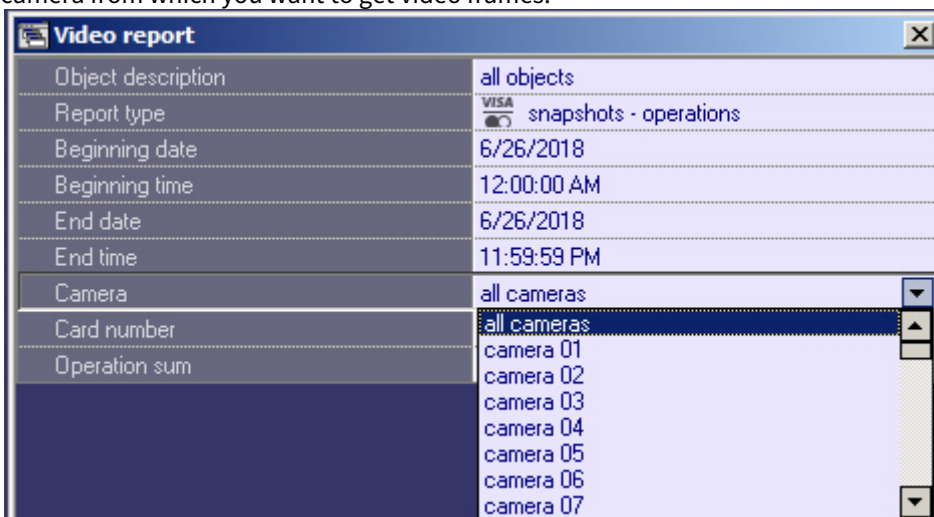 camera from which you want to get video frames.
Video report
Object description all objects
Report type VISA snapshots - operations
Beginning date 6/26/2018
Beginning time 12:00:00 AM
End date 6/26/2018
End time 11:59:59 PM
Camera all cameras
Card number all cameras
camera 01
Operation sum camera 02
camera 03
camera 04
camera 05
camera 06
camera 07